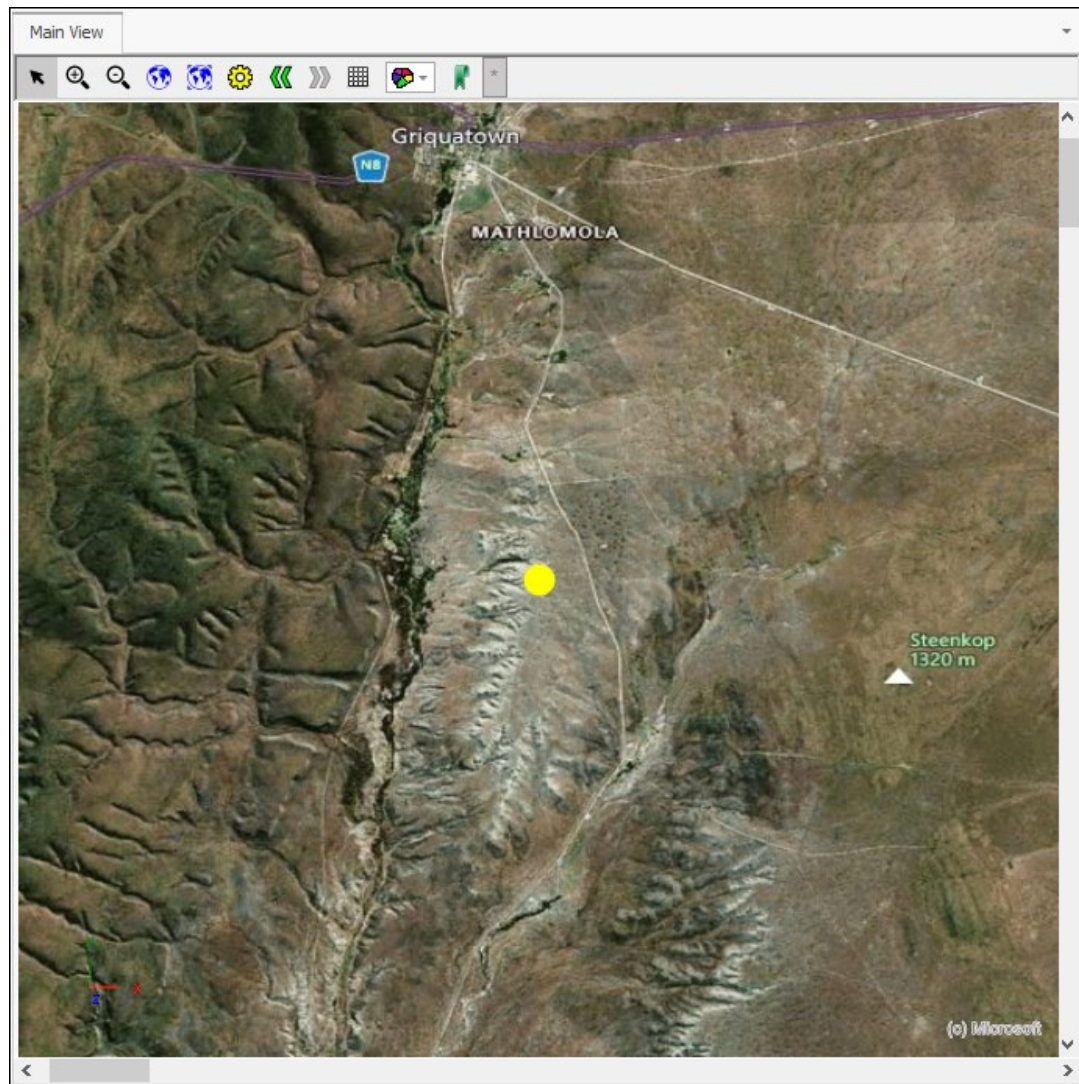 Main View
*
Griquatown
N8
MATHLOMOLA
Steenkop
1320 m
X
Z
(c) Microsoft